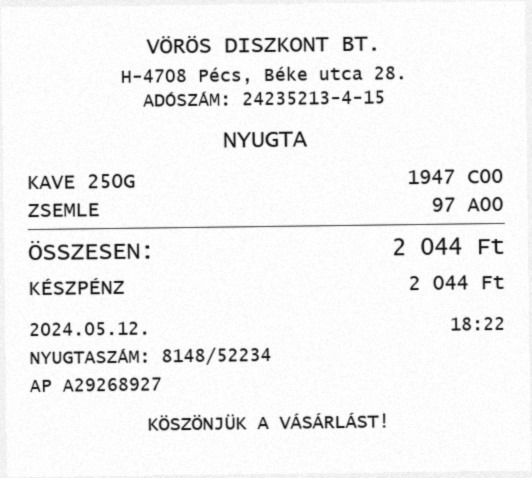 VÖRÖS DISZKONT BT.
H-4708 Pécs, Béke utca 28.
ADÓSZÁM: 24235213-4-15
NYUGTA
KAVE 250G 1947 C00
ZSEMLE 97 A00
ÖSSZESEN: 2 044 Ft
KÉSZPÉNZ 2 044 Ft
2024.05.12. 18:22
NYUGTASZÁM: 8148/52234
AP A29268927
KÖSZÖNJÜK A VÁSÁRLÁST!